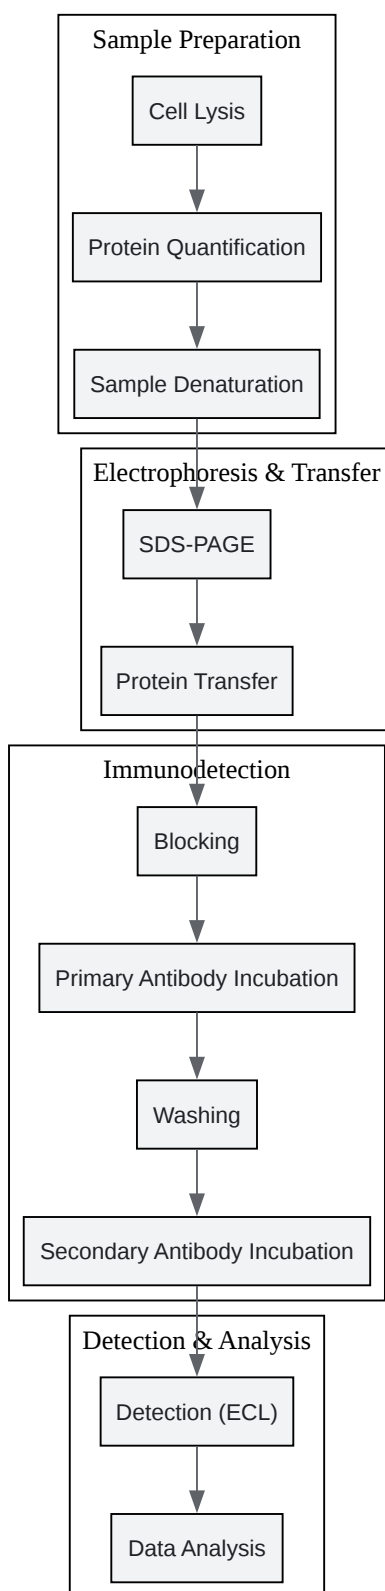 Sample Preparation
Cell Lysis
Protein Quantification
Sample Denaturation
Electrophoresis & Transfer
SDS-PAGE
Protein Transfer
Immunodetection
Blocking
Primary Antibody Incubation
Washing
Secondary Antibody Incubation
Detection & Analysis
Detection (ECL)
Data Analysis